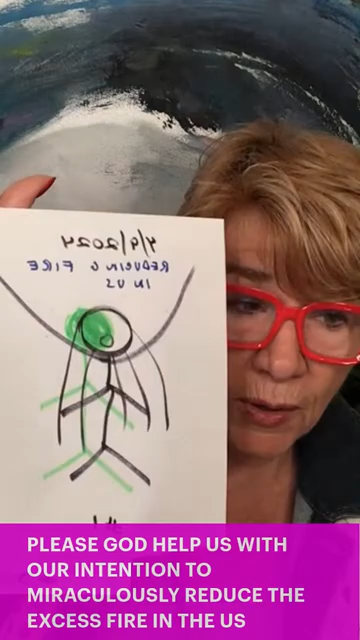 4/9/2024
REDUCING FIRE
IN US
PLEASE GOD HELP US WITH
OUR INTENTION TO
MIRACULOUSLY REDUCE THE
EXCESS FIRE IN THE US